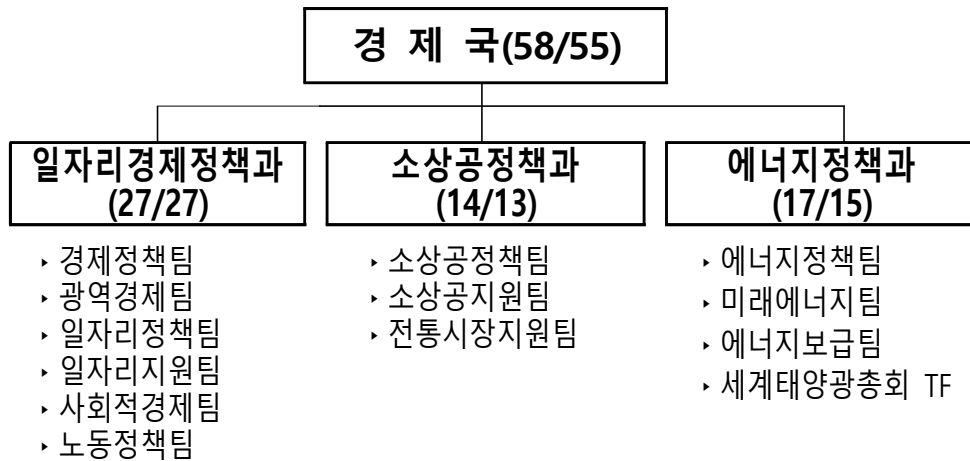 경 제 국(58/55)
일자리경제정책과
(27/27)
‣ 경제정책팀
‣ 광역경제팀
‣ 일자리정책팀
‣ 일자리지원팀
‣ 사회적경제팀
‣ 노동정책팀
소상공정책과
(14/13)
‣ 소상공정책팀
‣ 소상공지원팀
‣ 전통시장지원팀
에너지정책과
(17/15)
‣ 에너지정책팀
‣ 미래에너지팀
‣ 에너지보급팀
‣ 세계태양광총회 TF